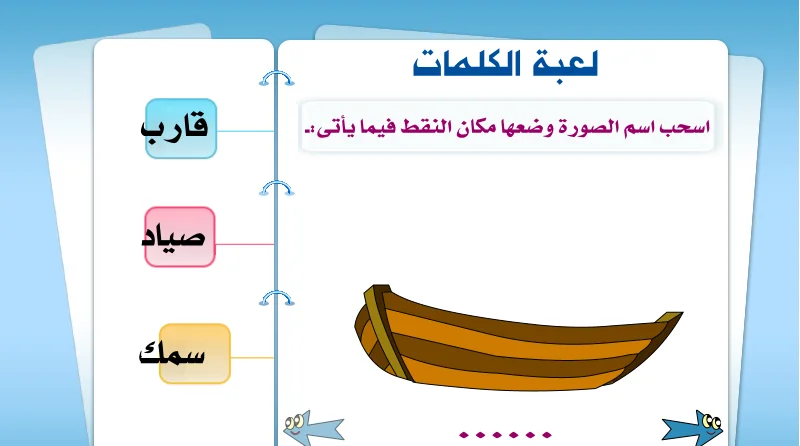 لعبة الكلمات
اسحب اسم الصورة وضعها مكان النقط فيما يأتى :ـ
قارب
صياد
سمك
......